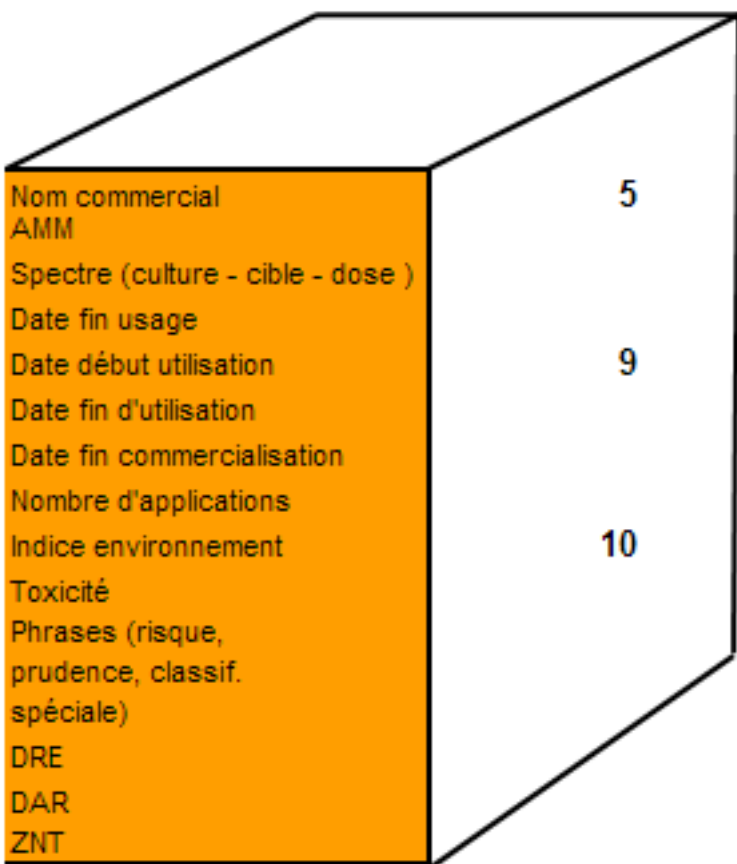 Nom commercial
AMM
Spectre (culture - cible - dose )
Date fin usage
Date début utilisation
Date fin d'utilisation
Date fin commercialisation
Nombre d'applications
Indice environnement
Toxicité
Phrases (risque,
prudence, classif.
spéciale)
DRE
DAR
ZNT
5
9
10